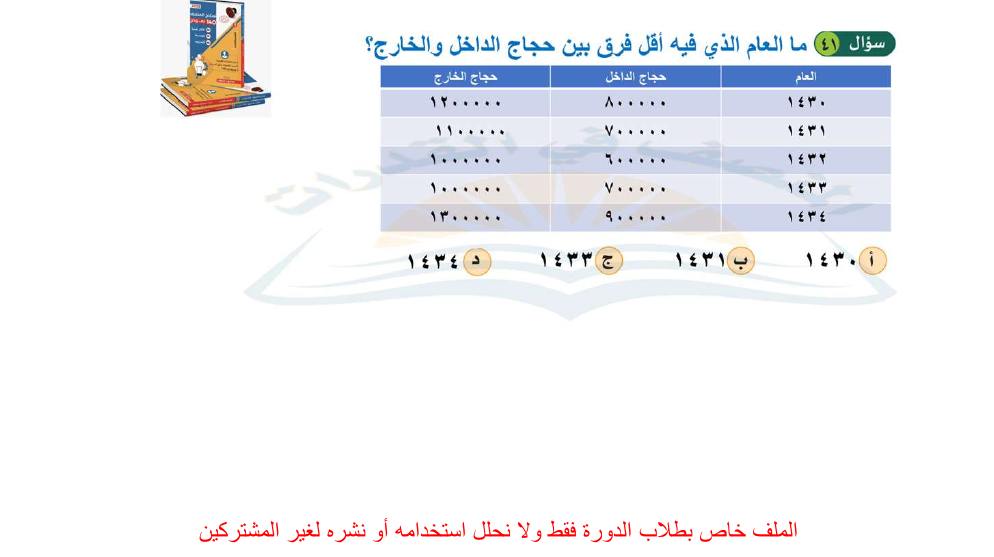 سؤال ٤١ ما العام الذي فيه أقل فرق بين حجاج الداخل والخارج؟
العام حجاج الداخل حجاج الخارج
١٤٣٠ ٨٠٠٠٠٠ ١٢٠٠٠٠٠
١٤٣١ ٧٠٠٠٠٠ ١١٠٠٠٠٠
١٤٣٢ ٦٠٠٠٠٠ ١٠٠٠٠٠٠
١٤٣٣ ٧٠٠٠٠٠ ١٠٠٠٠٠٠
١٤٣٤ ٩٠٠٠٠٠ ١٣٠٠٠٠٠
أ ١٤٣٠ ب ١٤٣١ ج ١٤٣٣ د ١٤٣٤
الملف خاص بطلاب الدورة فقط ولا نحلل استخدامه أو نشره لغير المشتركين